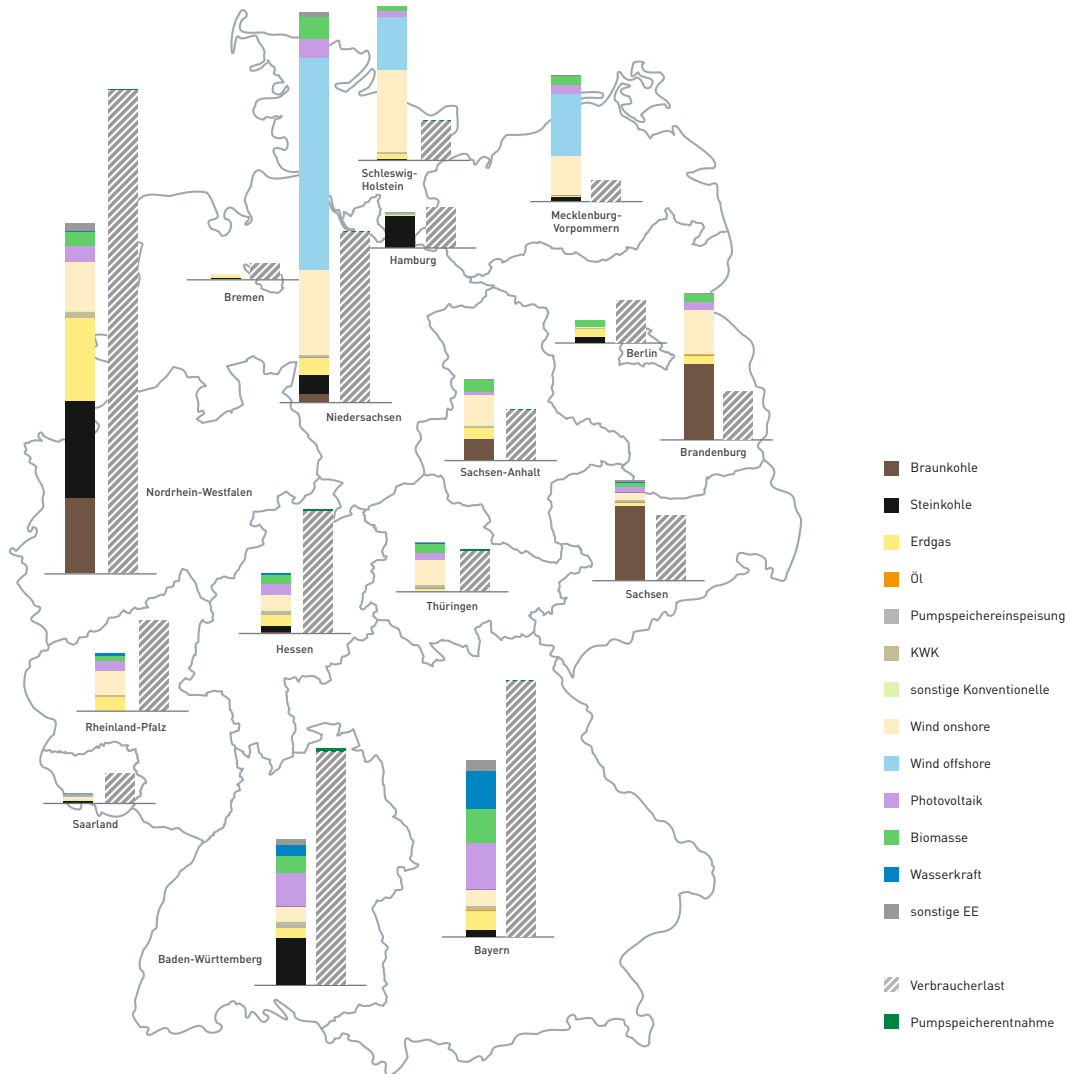 Schleswig-
Holstein
Mecklenburg-
Vorpommern
Hamburg
Bremen
Berlin
Niedersachsen
Brandenburg
Sachsen-Anhalt
Nordrhein-Westfalen
Sachsen
Thüringen
Hessen
Rheinland-Pfalz
Saarland
Bayern
Baden-Württemberg
Braunkohle
Steinkohle
Erdgas
Öl
Pumpspeichereinspeisung
KWK
sonstige Konventionelle
Wind onshore
Wind offshore
Photovoltaik
Biomasse
Wasserkraft
sonstige EE
Verbraucherlast
Pumpspeicherentnahme